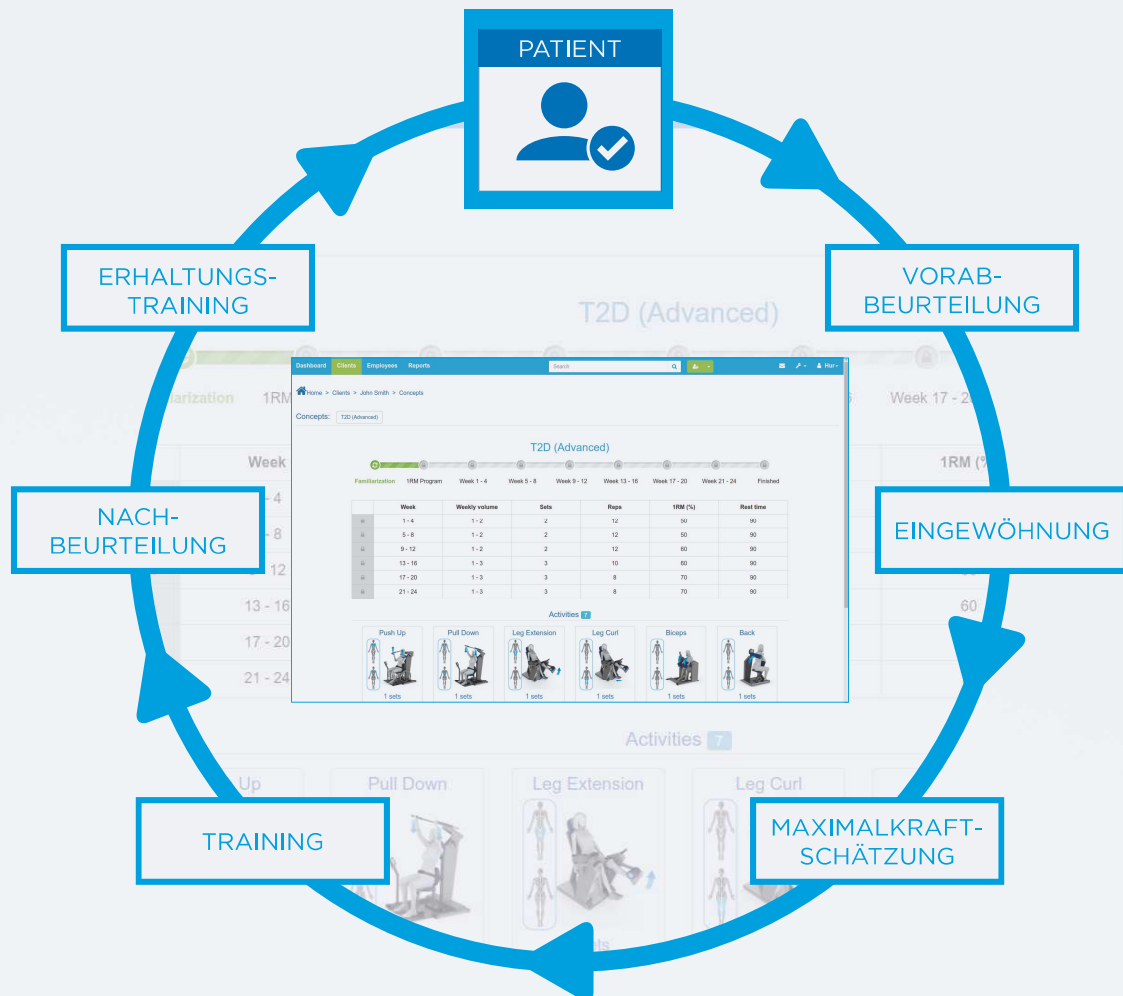 PATIENT
ERHALTUNGS-
TRAINING
VORAB-
BEURTEILUNG
T2D (Advanced)
Dashboard Clients Employees Reports Search Hur
Home > Clients > John Smith > Concepts
Concepts: T2D (Advanced)
T2D (Advanced)
Familiarization 1RM Program Week 1 - 4 Week 5 - 8 Week 9 - 12 Week 13 - 16 Week 17 - 20 Week 21 - 24 Finished
Week Weekly volume Sets Reps 1RM (%) Rest time
1 - 4 1 - 2 2 12 50 90
5 - 8 1 - 2 2 12 50 90
9 - 12 1 - 2 2 12 60 90
13 - 16 1 - 3 3 10 60 90
17 - 20 1 - 3 3 8 70 90
21 - 24 1 - 3 3 8 70 90
Activities 7
Push Up Pull Down Leg Extension Leg Curl Biceps Back
1 sets 1 sets 1 sets 1 sets 1 sets 1 sets
1RM
Week 17 - 2
Week
1RM (%
- 4
- 8
12
13 - 16
60
17 - 20
21 - 24
NACH-
BEURTEILUNG
EINGEWÖHNUNG
Activities 7
Up Pull Down Leg Extension Leg Curl
TRAINING
MAXIMALKRAFT-
SCHÄTZUNG